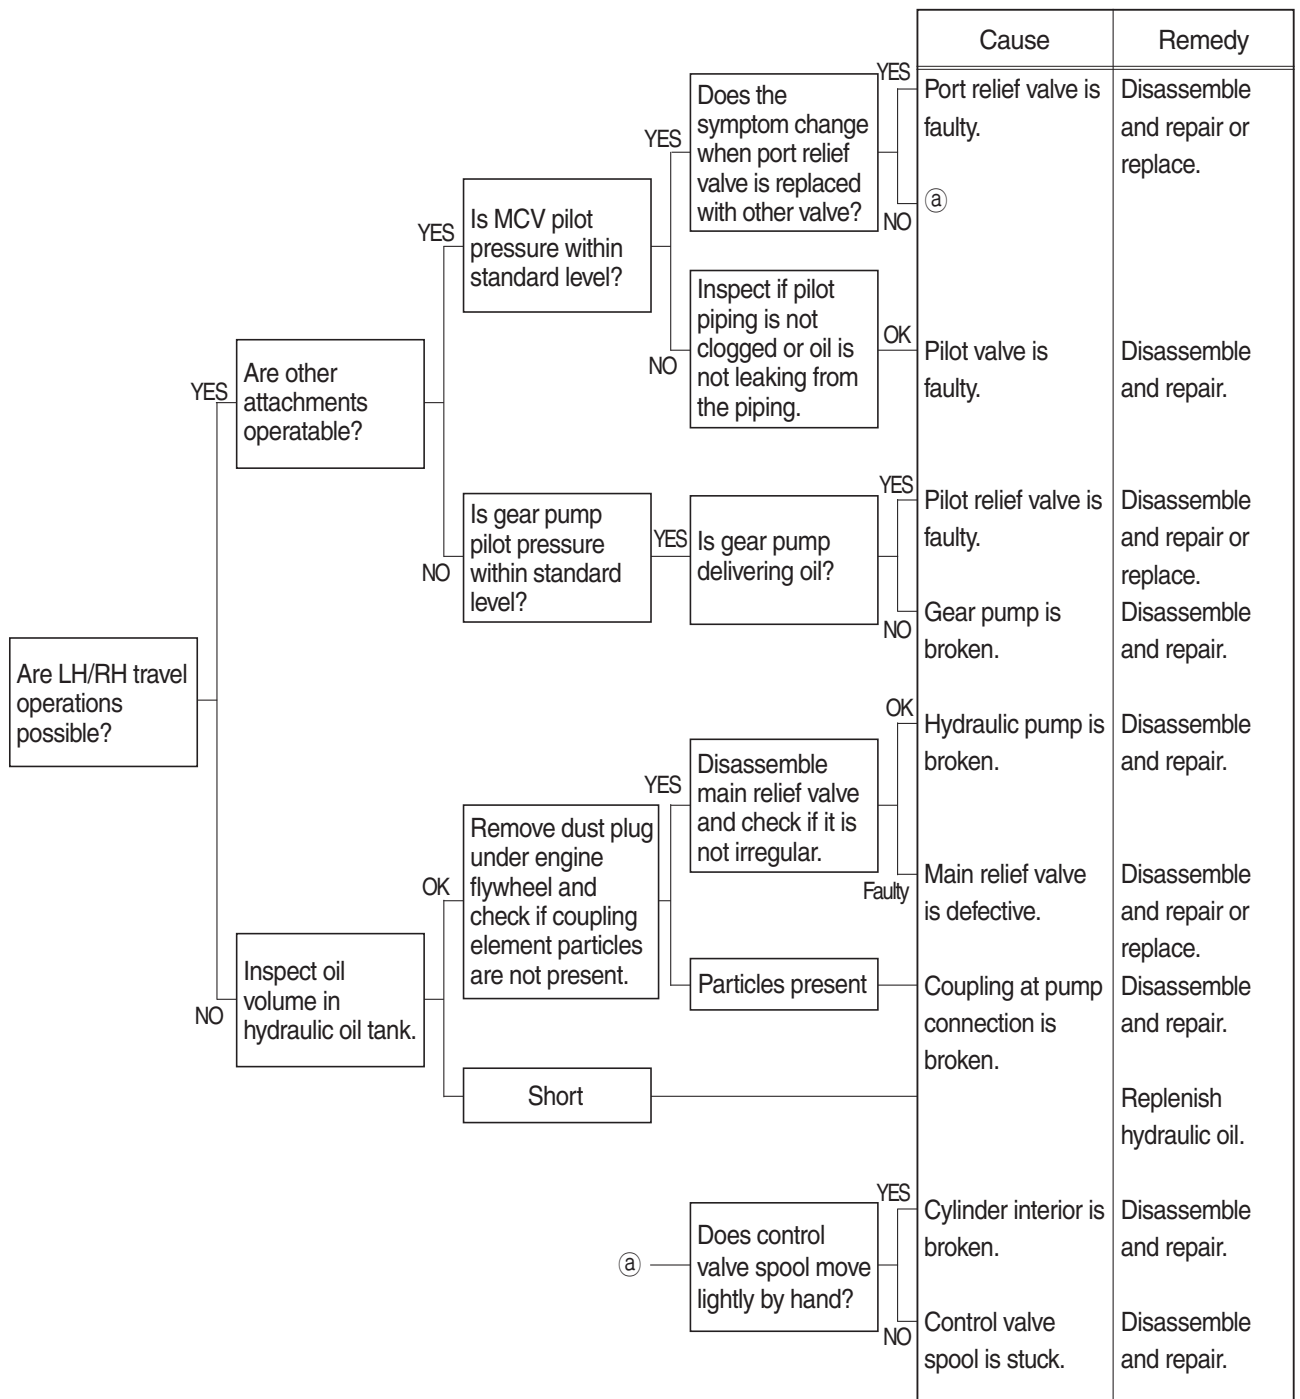 Cause
Remedy
Are LH/RH travel
operations
possible?
YES
NO
Are other
attachments
operatable?
YES
NO
Is MCV pilot
pressure within
standard level?
YES
NO
Does the
symptom change
when port relief
valve is replaced
with other valve?
YES
NO
Port relief valve is
faulty.
Disassemble
and repair or
replace.
ⓐ
Inspect if pilot
piping is not
clogged or oil is
not leaking from
the piping.
OK
Pilot valve is
faulty.
Disassemble
and repair.
Is gear pump
pilot pressure
within standard
level?
YES
Is gear pump
delivering oil?
YES
NO
Pilot relief valve is
faulty.
Disassemble
and repair or
replace.
Gear pump is
broken.
Disassemble
and repair.
Inspect oil
volume in
hydraulic oil tank.
OK
Remove dust plug
under engine
flywheel and
check if coupling
element particles
are not present.
YES
Disassemble
main relief valve
and check if it is
not irregular.
OK
Faulty
Hydraulic pump is
broken.
Disassemble
and repair.
Main relief valve
is defective.
Disassemble
and repair or
replace.
Particles present
Coupling at pump
connection is
broken.
Disassemble
and repair.
Short
Replenish
hydraulic oil.
ⓐ
Does control
valve spool move
lightly by hand?
YES
NO
Cylinder interior is
broken.
Disassemble
and repair.
Control valve
spool is stuck.
Disassemble
and repair.